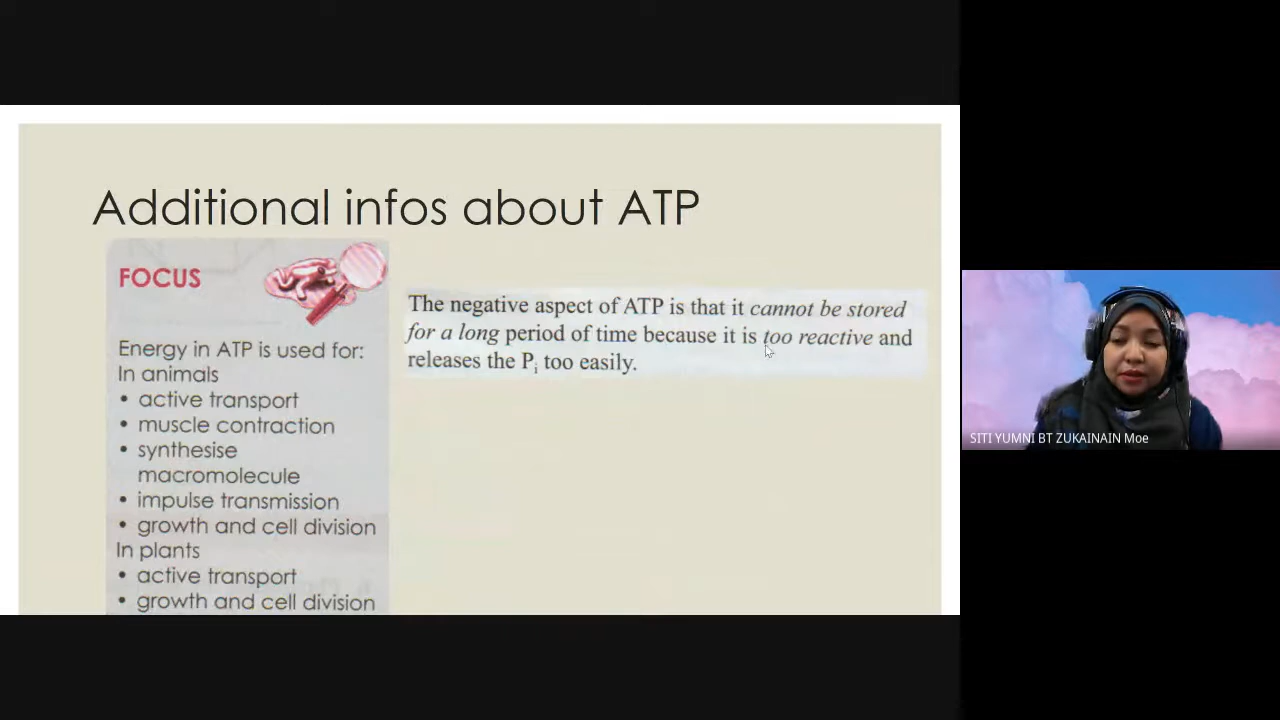 Additional infos about ATP
FOCUS
Energy in ATP is used for:
In animals
• active transport
• muscle contraction
• synthesise
macromolecule
• impulse transmission
• growth and cell division
In plants
• active transport
• growth and cell division
The negative aspect of ATP is that it cannot be stored
for a long period of time because it is too reactive and
releases the Pi too easily.
SITI YUMNI BT ZUKAINAIN Moe